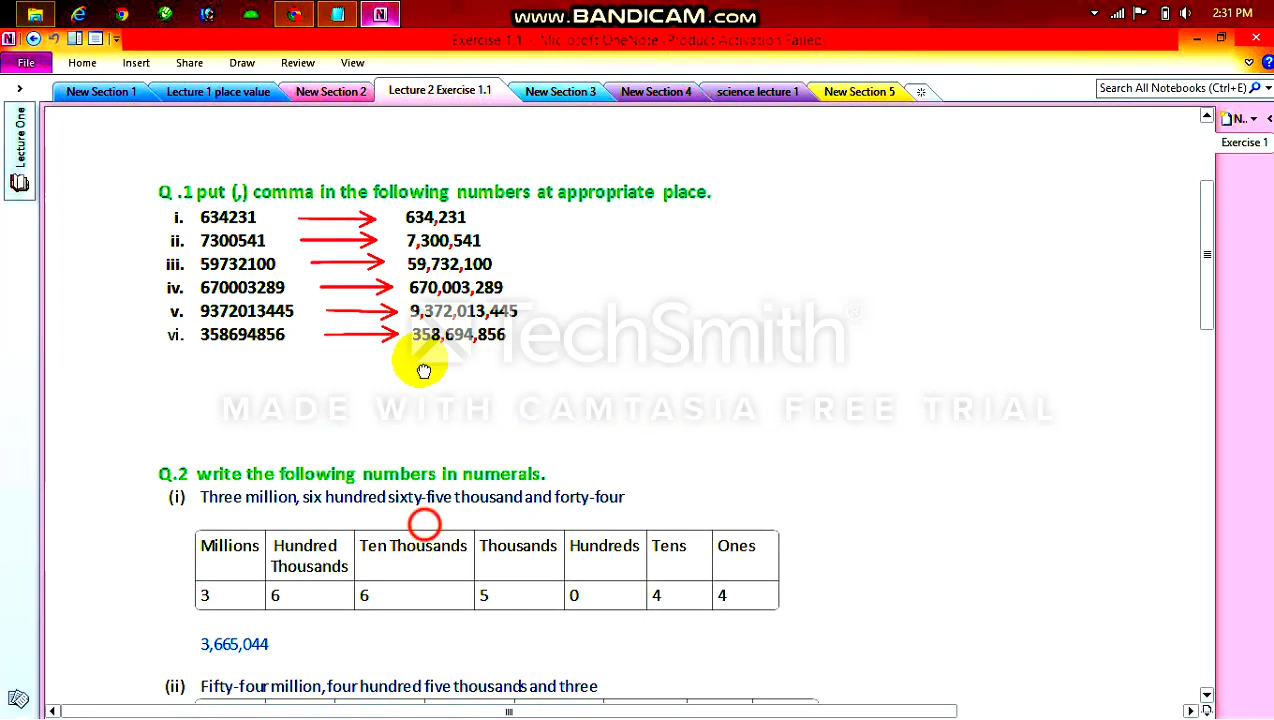 www.BANDICAM.com
2:31 PM
Exercise 1.1 - Microsoft OneNote (Product Activation Failed)
File Home Insert Share Draw Review View
New Section 1 Lecture 1 place value New Section 2 Lecture 2 Exercise 1.1 New Section 3 New Section 4 science lecture 1 New Section 5 Search All Notebooks (Ctrl+E)
N..
Exercise 1
Lecture One
Q .1 put (,) comma in the following numbers at appropriate place.
i. 634231 634,231
ii. 7300541 7,300,541
iii. 59732100 59,732,100
iv. 670003289 670,003,289
v. 9372013445 9,372,013,445
vi. 358694856 358,694,856
TechSmith
MADE WITH CAMTASIA FREE TRIAL
Q.2 write the following numbers in numerals.
(i) Three million, six hundred sixty-five thousand and forty-four
Millions Hundred Thousands Ten Thousands Thousands Hundreds Tens Ones
3 6 6 5 0 4 4
3,665,044
(ii) Fifty-four million, four hundred five thousands and three